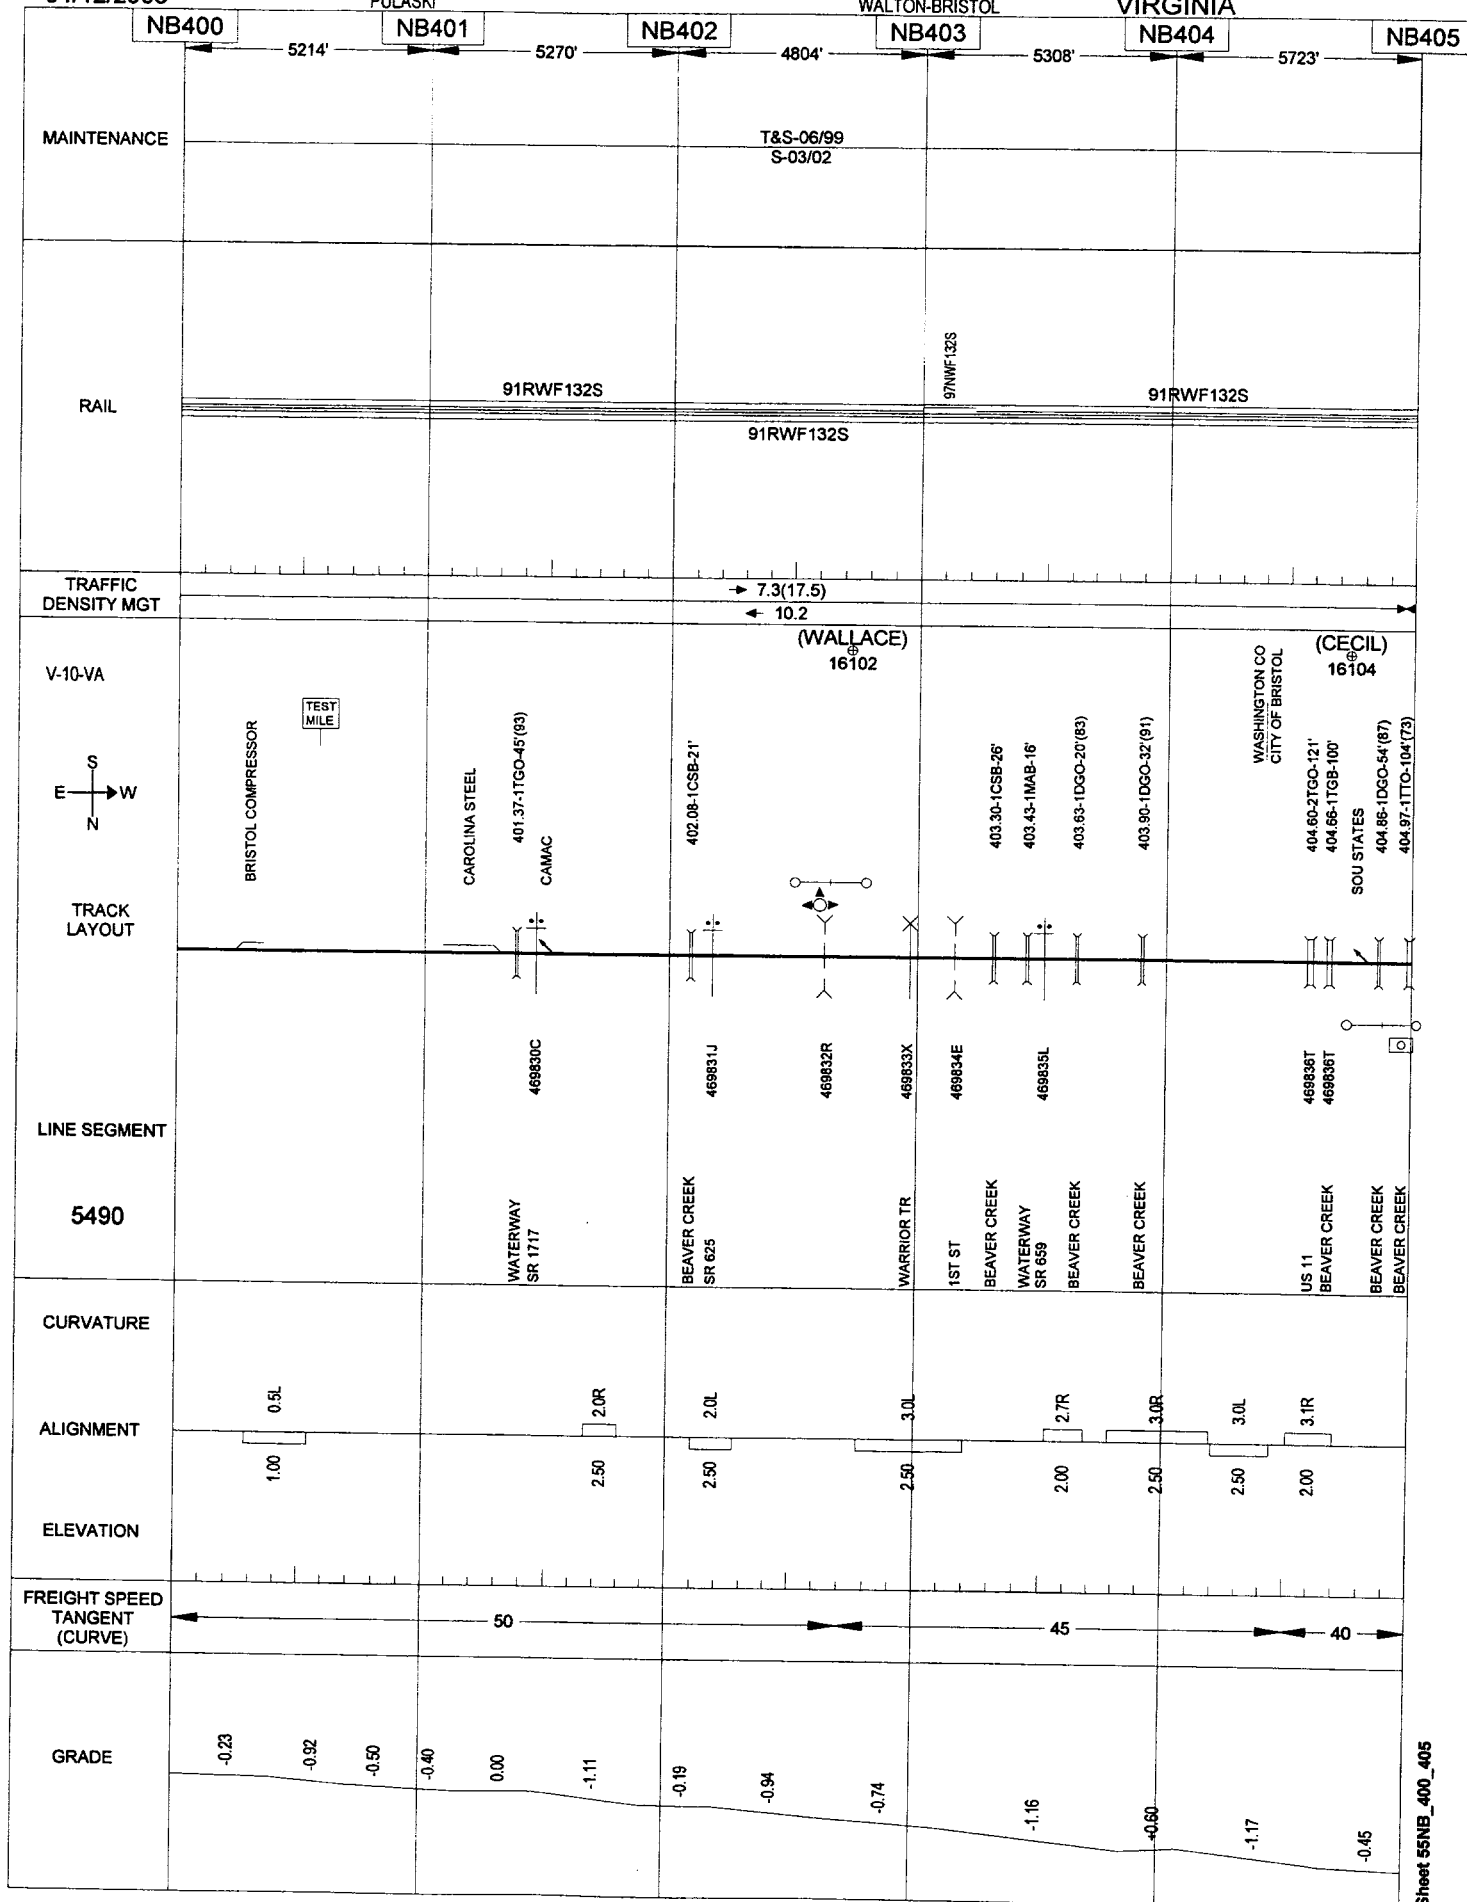 PULASKI
WALTON-BRISTOL
VIRGINIA
NB400
NB401
NB402
NB403
NB404
NB405
5214'
5270'
4804'
5308'
5723'
MAINTENANCE
T&S-06/99
S-03/02
RAIL
91RWF132S
97NWF132S
91RWF132S
91RWF132S
TRAFFIC
DENSITY MGT
7.3(17.5)
10.2
V-10-VA
(WALLACE)
16102
(CECIL)
16104
WASHINGTON CO
CITY OF BRISTOL
TEST
MILE
S
E
W
N
BRISTOL COMPRESSOR
CAROLINA STEEL
401.37-1TGO-45'(93)
CAMAC
402.08-1CSB-21'
403.30-1CSB-26'
403.43-1MAB-16'
403.63-1DGO-20'(83)
403.90-1DGO-32'(91)
404.60-2TGO-121'
404.66-1TGB-100'
SOU STATES
404.86-1DGO-54'(87)
404.97-1TTO-104'(73)
TRACK
LAYOUT
469830C
469831J
469832R
469833X
469834E
469835L
469836T
469836T
LINE SEGMENT
5490
WATERWAY
SR 1717
BEAVER CREEK
SR 625
WARRIOR TR
1ST ST
BEAVER CREEK
WATERWAY
SR 659
BEAVER CREEK
BEAVER CREEK
US 11
BEAVER CREEK
BEAVER CREEK
BEAVER CREEK
CURVATURE
0.5L
2.0R
2.0L
3.0L
2.7R
3.0R
3.0L
3.1R
ALIGNMENT
1.00
2.50
2.50
2.50
2.00
2.50
2.50
2.00
ELEVATION
FREIGHT SPEED
TANGENT
(CURVE)
50
45
40
GRADE
-0.23
-0.92
-0.50
-0.40
0.00
-1.11
-0.19
-0.94
-0.74
-1.16
+0.60
-1.17
-0.45
Sheet 55NB_400_405